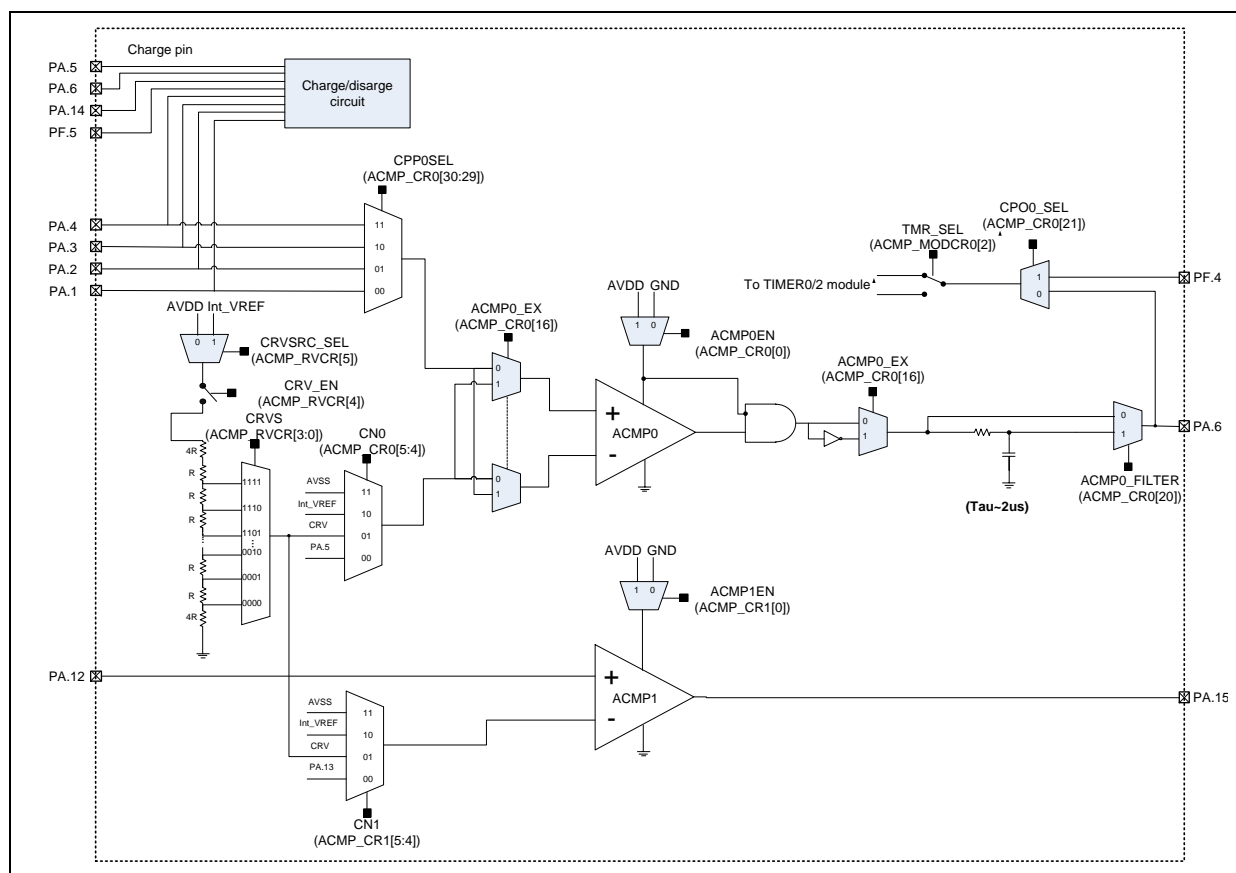 Charge pin
PA.5
PA.6
PA.14
PF.5
Charge/disarge
circuit
CPP0SEL
(ACMP_CR0[30:29])
PA.4
PA.3
PA.2
PA.1
11
10
01
00
AVDD Int_VREF
0 1
CRVSRC_SEL
(ACMP_RVCR[5])
CRV_EN
(ACMP_RVCR[4])
CRVS
(ACMP_RVCR[3:0])
4R
R
R
R
R
R
4R
1111
1110
1101
0010
0001
0000
CN0
(ACMP_CR0[5:4])
AVSS
Int_VREF
CRV
PA.5
11
10
01
00
ACMP0_EX
(ACMP_CR0[16])
0
1
0
1
AVDD GND
1 0
ACMP0EN
(ACMP_CR0[0])
+
ACMP0
-
ACMP0_EX
(ACMP_CR0[16])
0
1
TMR_SEL
(ACMP_MODCR0[2])
To TIMER0/2 module
CPO0_SEL
(ACMP_CR0[21])
1
0
PF.4
0
1
PA.6
ACMP0_FILTER
(ACMP_CR0[20])
(Tau~2us)
AVDD GND
1 0
ACMP1EN
(ACMP_CR1[0])
PA.12
+
ACMP1
-
PA.15
AVSS
Int_VREF
CRV
PA.13
11
10
01
00
CN1
(ACMP_CR1[5:4])